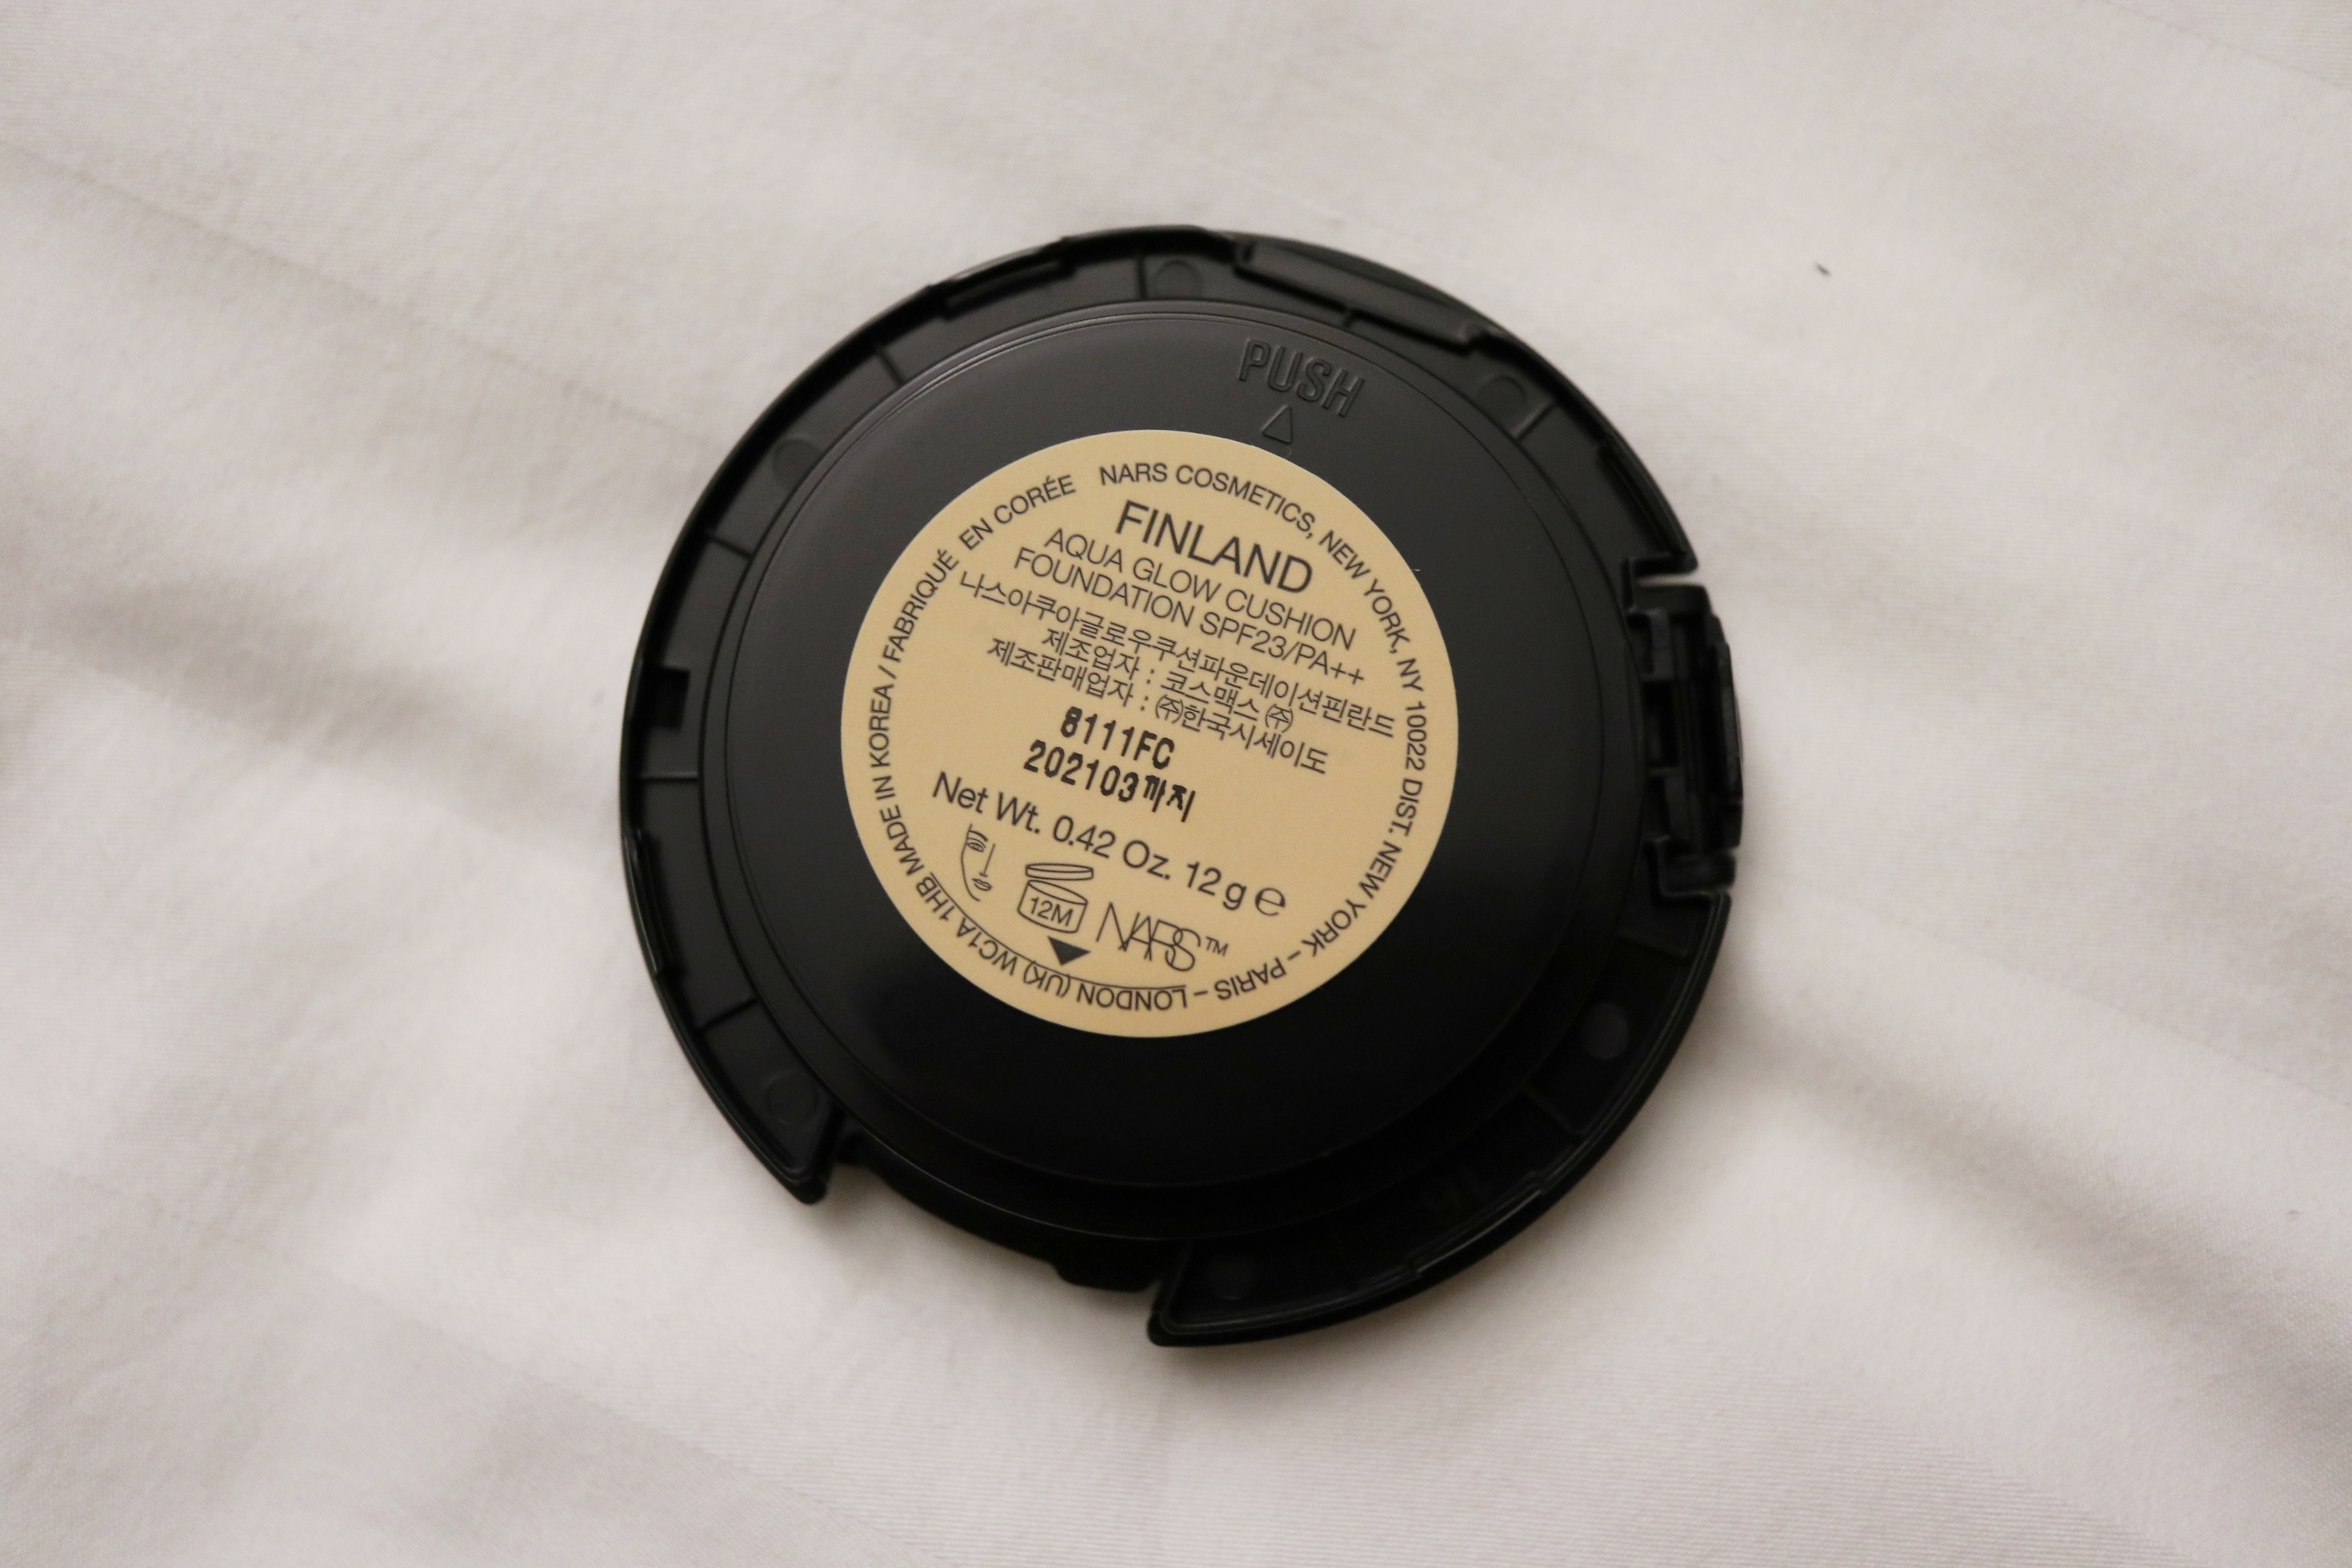 PUSH
NARS COSMETICS, NEW YORK, NY 10022 DIST. NEW YORK – PARIS – LONDON (UK) WC1A 1HB MADE IN KOREA / FABRIQUÉ EN CORÉE
FINLAND
AQUA GLOW CUSHION
FOUNDATION SPF23/PA++
나스아쿠아글로우쿠션파운데이션핀란드
제조업자 : 코스맥스 ㈜
제조판매업자 : ㈜한국시세이도
8111FC
202103까지
Net Wt. 0.42 Oz. 12 g ℮
12M
NARS™